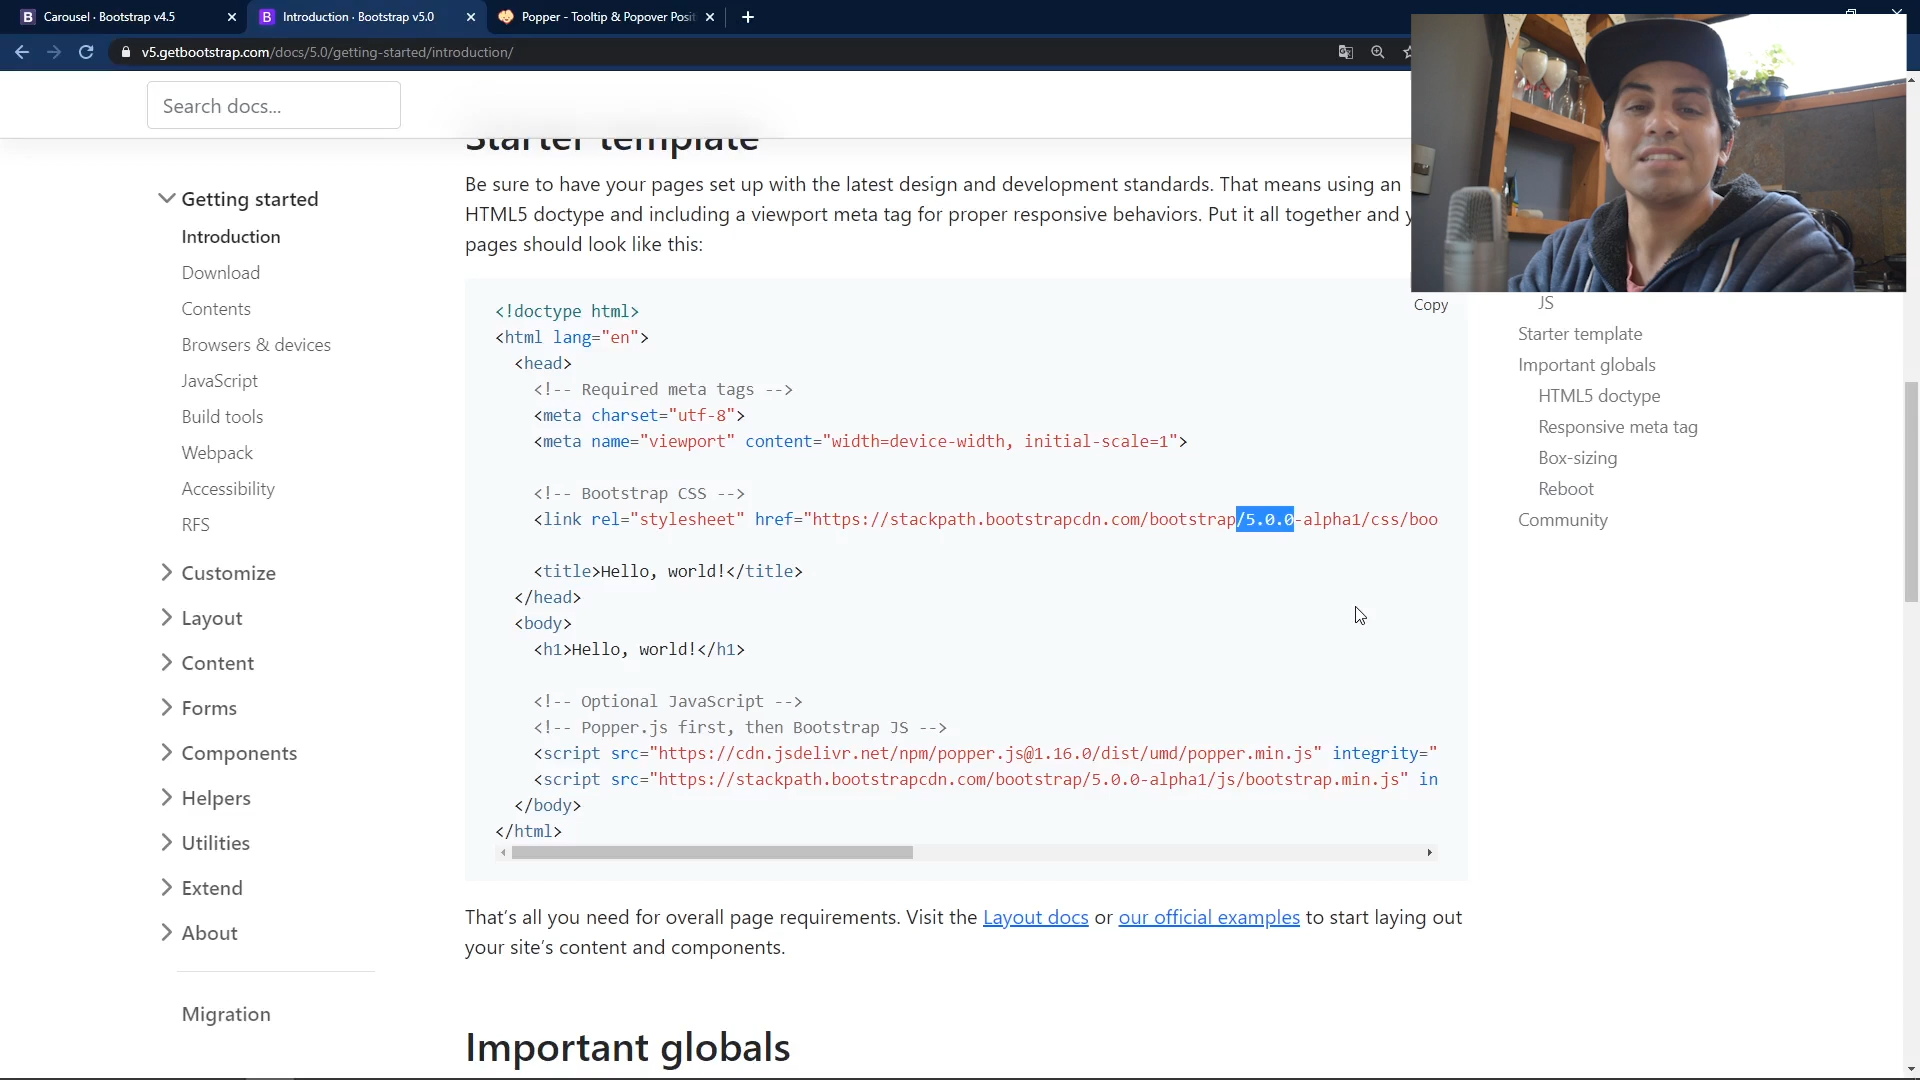 Carousel · Bootstrap v4.5
Introduction · Bootstrap v5.0
Popper - Tooltip & Popover Posit
v5.getbootstrap.com/docs/5.0/getting-started/introduction/
Search docs...
Getting started
Introduction
Download
Contents
Browsers & devices
JavaScript
Build tools
Webpack
Accessibility
RFS
Customize
Layout
Content
Forms
Components
Helpers
Utilities
Extend
About
Migration
Starter template
Be sure to have your pages set up with the latest design and development standards. That means using an
HTML5 doctype and including a viewport meta tag for proper responsive behaviors. Put it all together and y
pages should look like this:
Copy
<!doctype html>
<html lang="en">
<head>
<!-- Required meta tags -->
<meta charset="utf-8">
<meta name="viewport" content="width=device-width, initial-scale=1">
<!-- Bootstrap CSS -->
<link rel="stylesheet" href="https://stackpath.bootstrapcdn.com/bootstrap/5.0.0-alpha1/css/boo
<title>Hello, world!</title>
</head>
<body>
<h1>Hello, world!</h1>
<!-- Optional JavaScript -->
<!-- Popper.js first, then Bootstrap JS -->
<script src="https://cdn.jsdelivr.net/npm/popper.js@1.16.0/dist/umd/popper.min.js" integrity="
<script src="https://stackpath.bootstrapcdn.com/bootstrap/5.0.0-alpha1/js/bootstrap.min.js" in
</body>
</html>
That's all you need for overall page requirements. Visit the Layout docs or our official examples to start laying out
your site's content and components.
Important globals
JS
Starter template
Important globals
HTML5 doctype
Responsive meta tag
Box-sizing
Reboot
Community